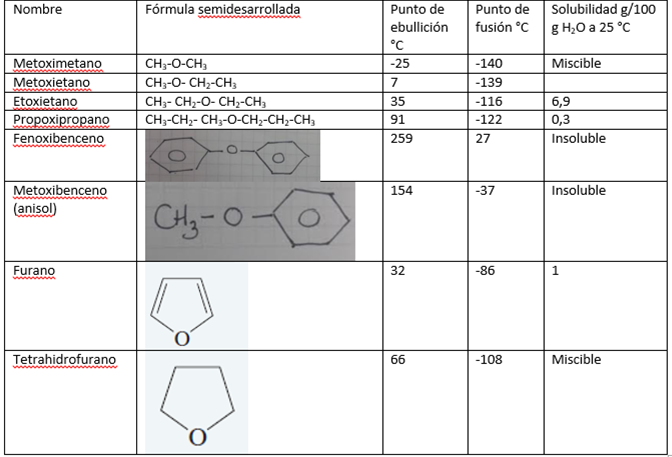 Nombre Fórmula semidesarrollada Punto de ebullición °C Punto de fusión °C Solubilidad g/100 g H₂O a 25 °C
Metoximetano CH₃-O-CH₃ -25 -140 Miscible
Metoxietano CH₃-O- CH₂-CH₃ 7 -139
Etoxietano CH₃- CH₂-O- CH₂-CH₃ 35 -116 6,9
Propoxipropano CH₃-CH₂- CH₃-O-CH₂-CH₂-CH₃ 91 -122 0,3
Fenoxibenceno O 259 27 Insoluble
Metoxibenceno (anisol) CH₃-O- 154 -37 Insoluble
Furano O 32 -86 1
Tetrahidrofurano O 66 -108 Miscible